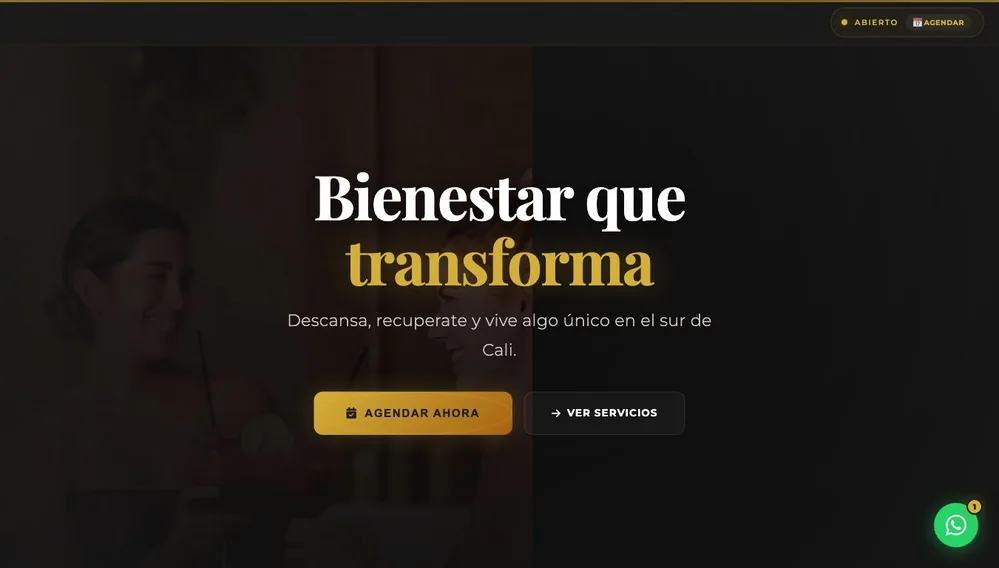 ABIERTO
AGENDAR
Bienestar que
transforma
Descansa, recuperate y vive algo único en el sur de
Cali.
AGENDAR AHORA
→ VER SERVICIOS
1